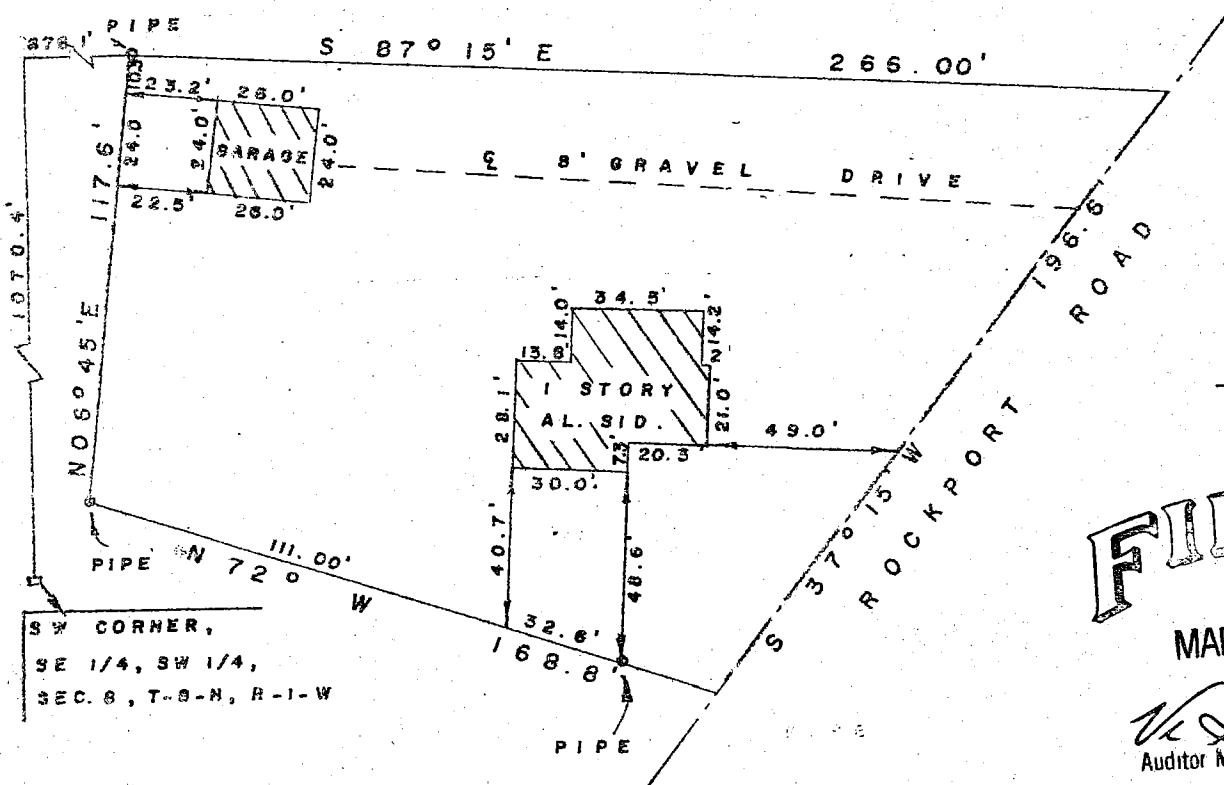 PIPE
S 87° 15' E
266.00'
23.2'
26.0'
24.0
24.0'
GARAGE
24.0'
22.5'
26.0'
117.6'
N 06° 45' E
1070.4'
℄ 8' GRAVEL DRIVE
196.6
ROCKPORT ROAD
S 37° 15' W
34.5'
14.0'
14.2'
2
13.6
1 STORY
AL. SID.
28.1'
21.0'
7.3'
20.3
30.0'
49.0'
40.7'
48.6'
PIPE
N 72° W
111.00'
32.6'
168.8'
PIPE
SW CORNER,
SE 1/4, SW 1/4,
SEC. 8, T-8-N, R-1-W
Auditor